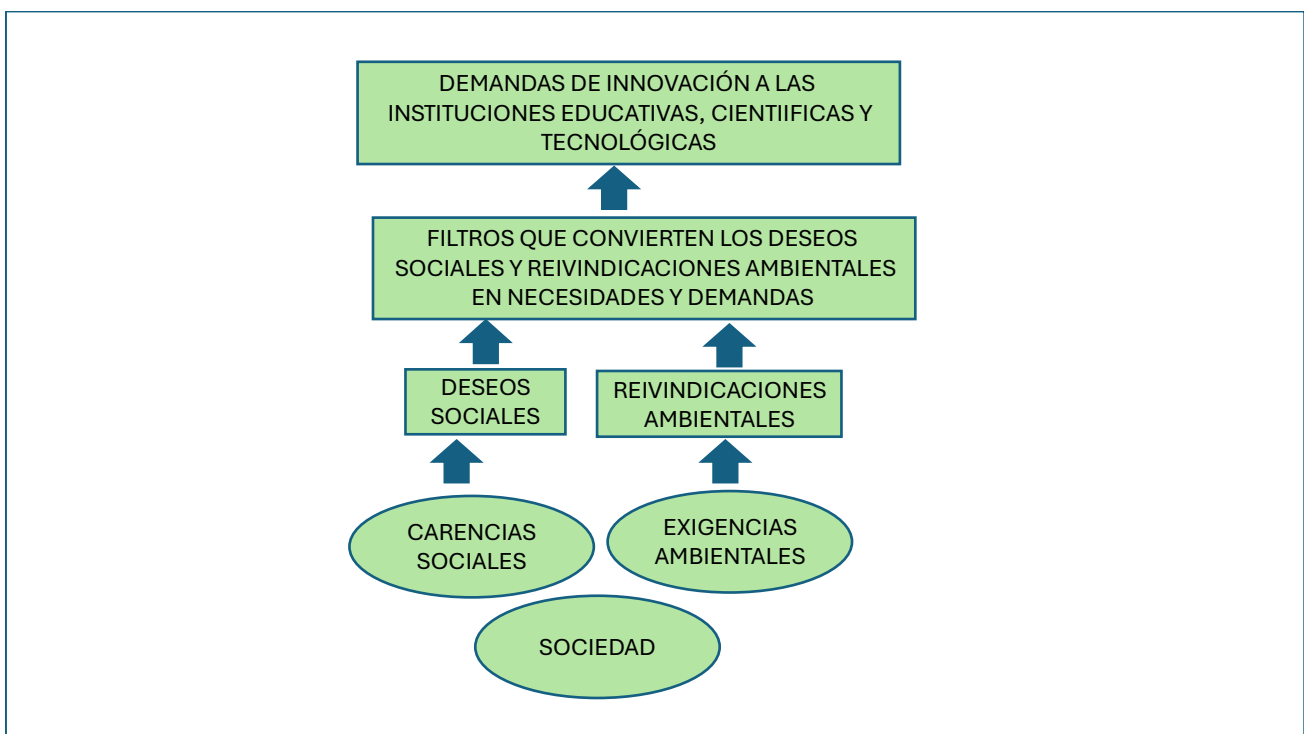 DEMANDAS DE INNOVACIÓN A LAS
INSTITUCIONES EDUCATIVAS, CIENTIIFICAS Y
TECNOLÓGICAS
FILTROS QUE CONVIERTEN LOS DESEOS
SOCIALES Y REIVINDICACIONES AMBIENTALES
EN NECESIDADES Y DEMANDAS
DESEOS
SOCIALES
REIVINDICACIONES
AMBIENTALES
CARENCIAS
SOCIALES
EXIGENCIAS
AMBIENTALES
SOCIEDAD